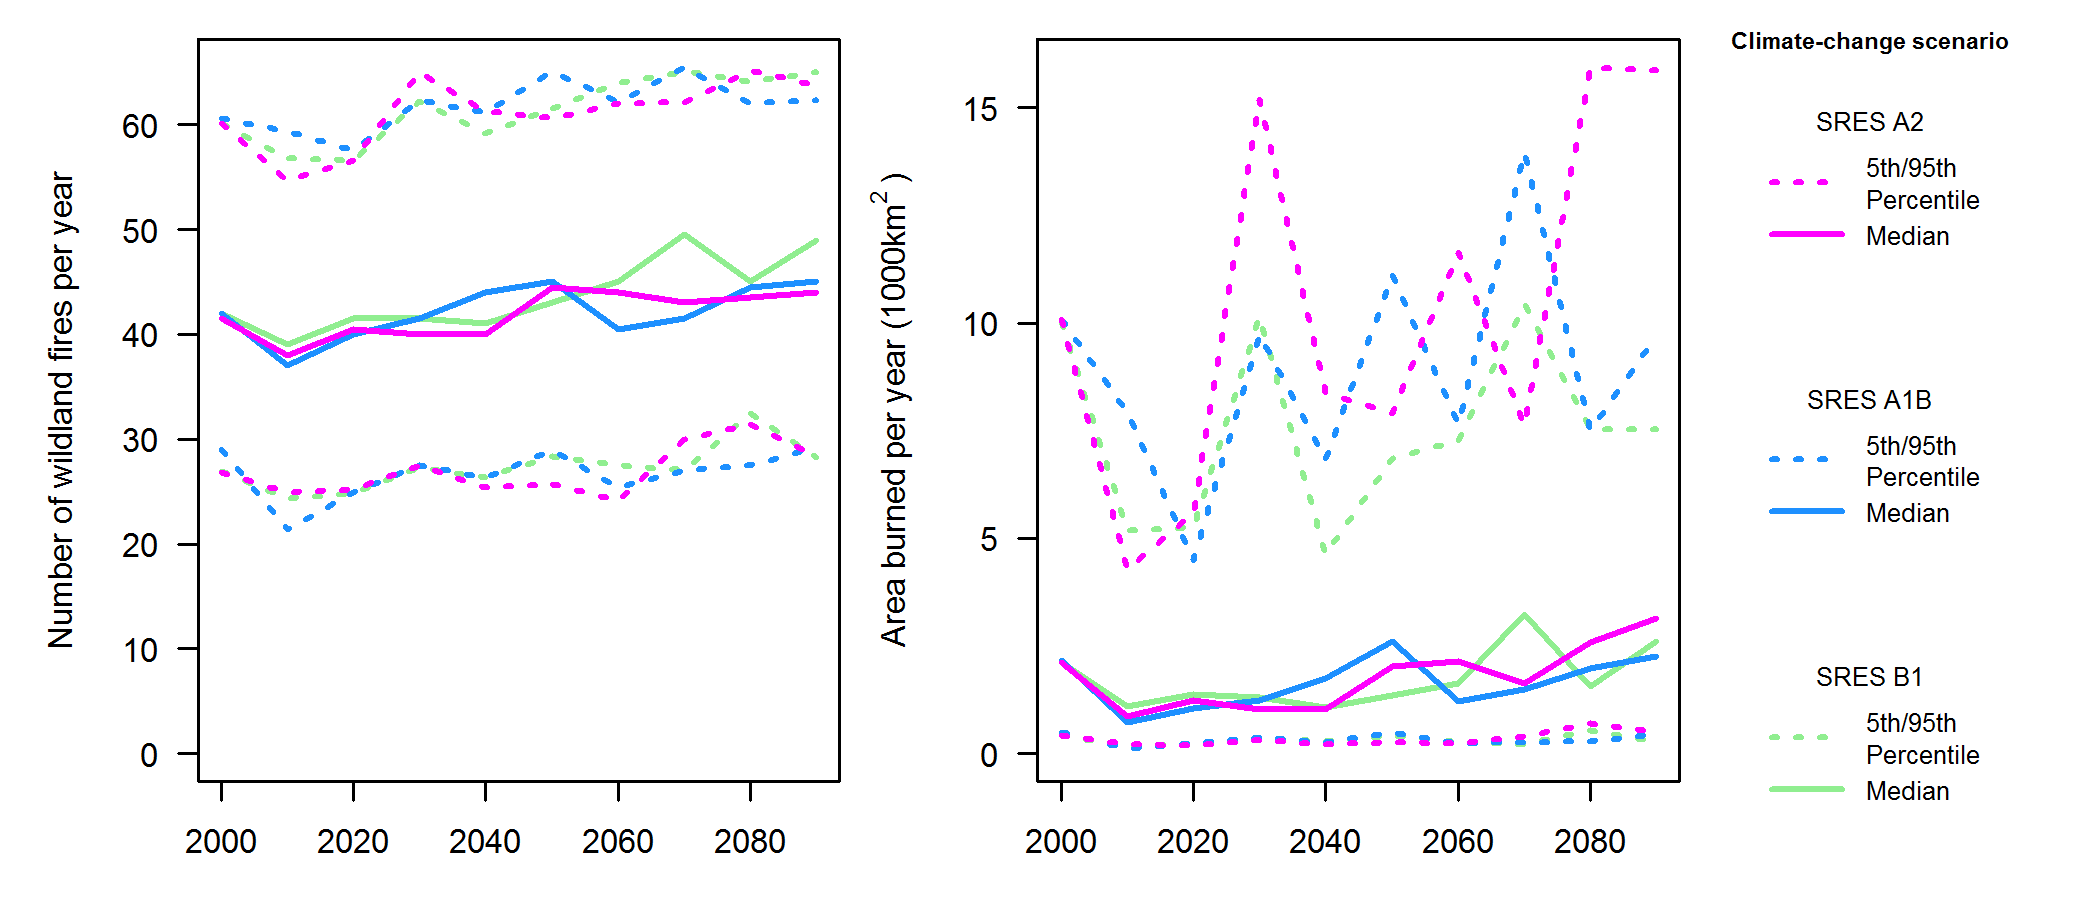 Number of wildland fires per year
60
50
40
30
20
10
0
2000 2020 2040 2060 2080
Area burned per year (1000km²)
15
10
5
0
2000 2020 2040 2060 2080
Climate-change scenario
SRES A2
5th/95th
Percentile
Median
SRES A1B
5th/95th
Percentile
Median
SRES B1
5th/95th
Percentile
Median